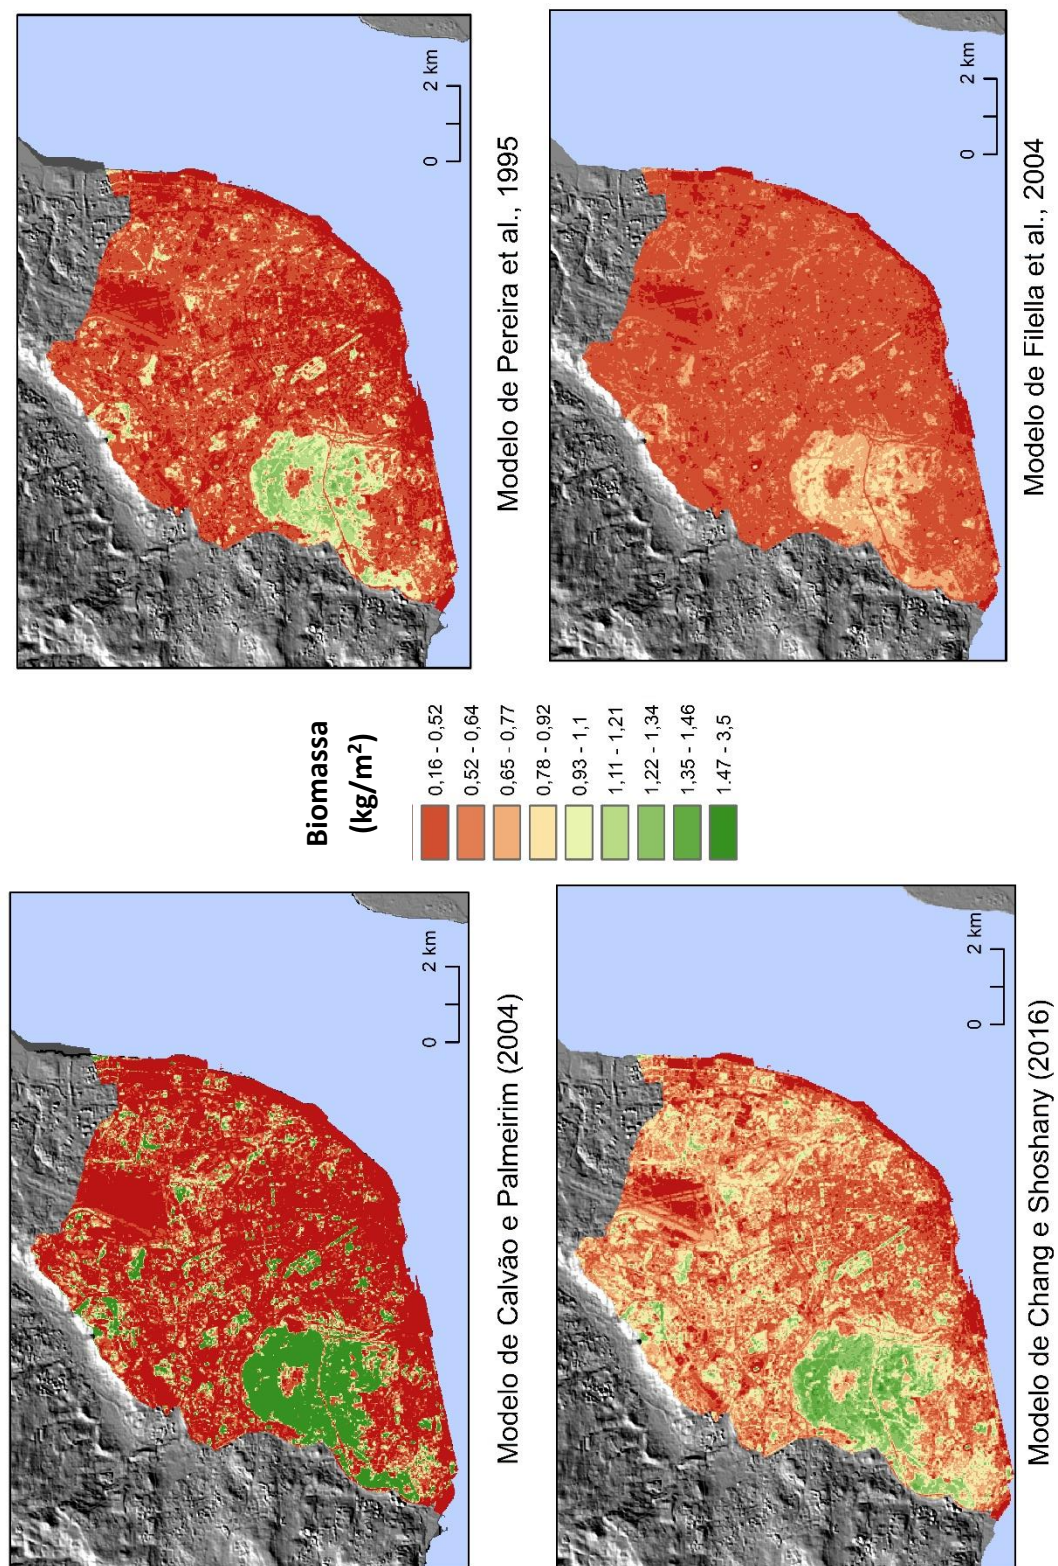 0 2 km
Modelo de Calvão e Palmeirim (2004)
0 2 km
Modelo de Pereira et al., 1995
Biomassa
(kg/m²)
0,16 - 0,52
0,52 - 0,64
0,65 - 0,77
0,78 - 0,92
0,93 - 1,1
1,11 - 1,21
1,22 - 1,34
1,35 - 1,46
1.47 - 3,5
0 2 km
Modelo de Chang e Shoshany (2016)
0 2 km
Modelo de Filella et al., 2004